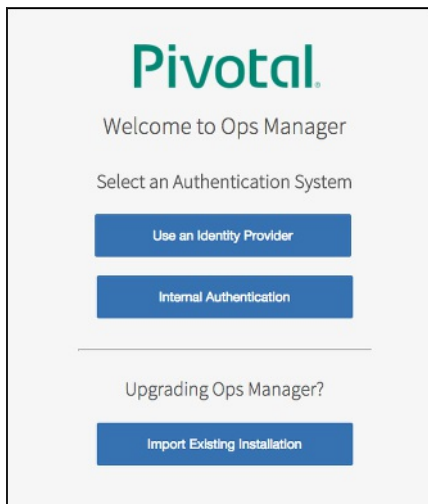 Pivotal.
Welcome to Ops Manager
Select an Authentication System
Use an Identity Provider
Internal Authentication
Upgrading Ops Manager?
Import Existing Installation